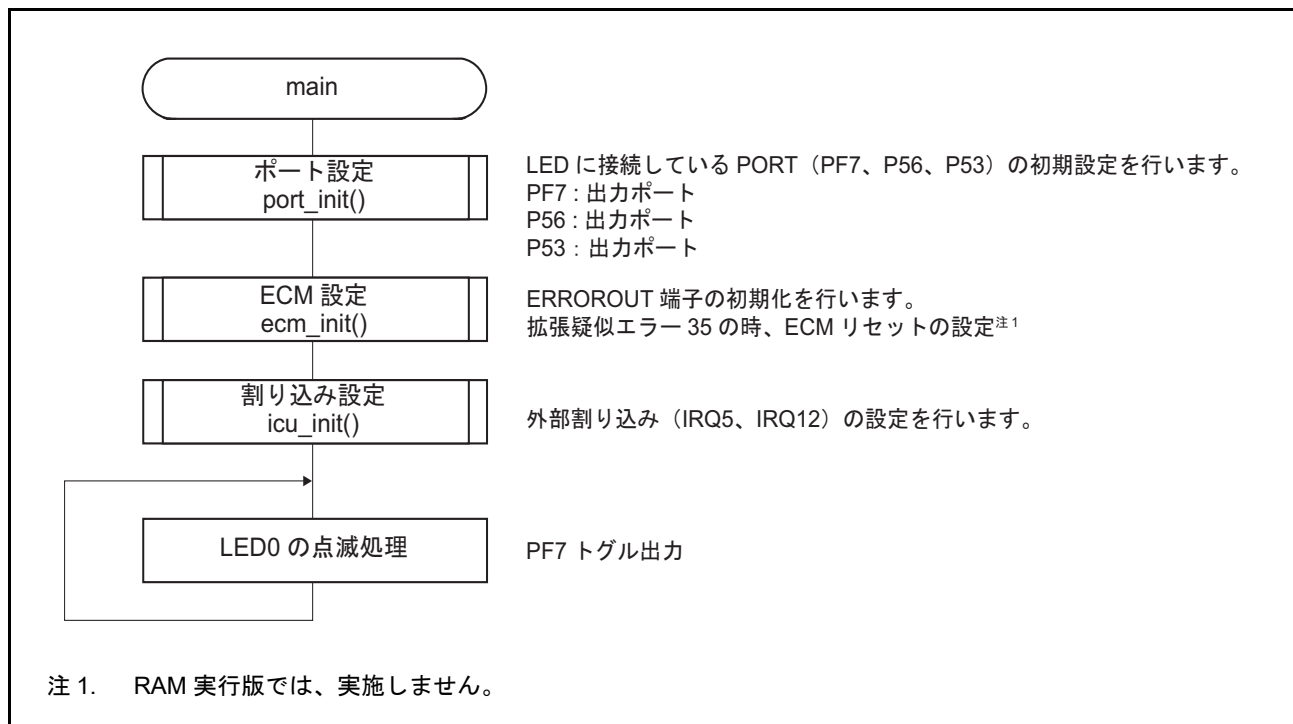 main
ポート設定
port_init()
LED に接続している PORT（PF7、P56、P53）の初期設定を行います。
PF7 : 出力ポート
P56 : 出力ポート
P53：出力ポート
ECM 設定
ecm_init()
ERROROUT 端子の初期化を行います。
拡張疑似エラー 35 の時、ECM リセットの設定注 1
割り込み設定
icu_init()
外部割り込み（IRQ5、IRQ12）の設定を行います。
LED0 の点滅処理
PF7 トグル出力
注 1. RAM 実行版では、実施しません。